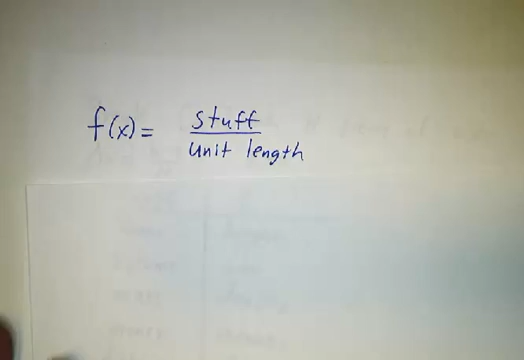 f(x) = stuff
unit length